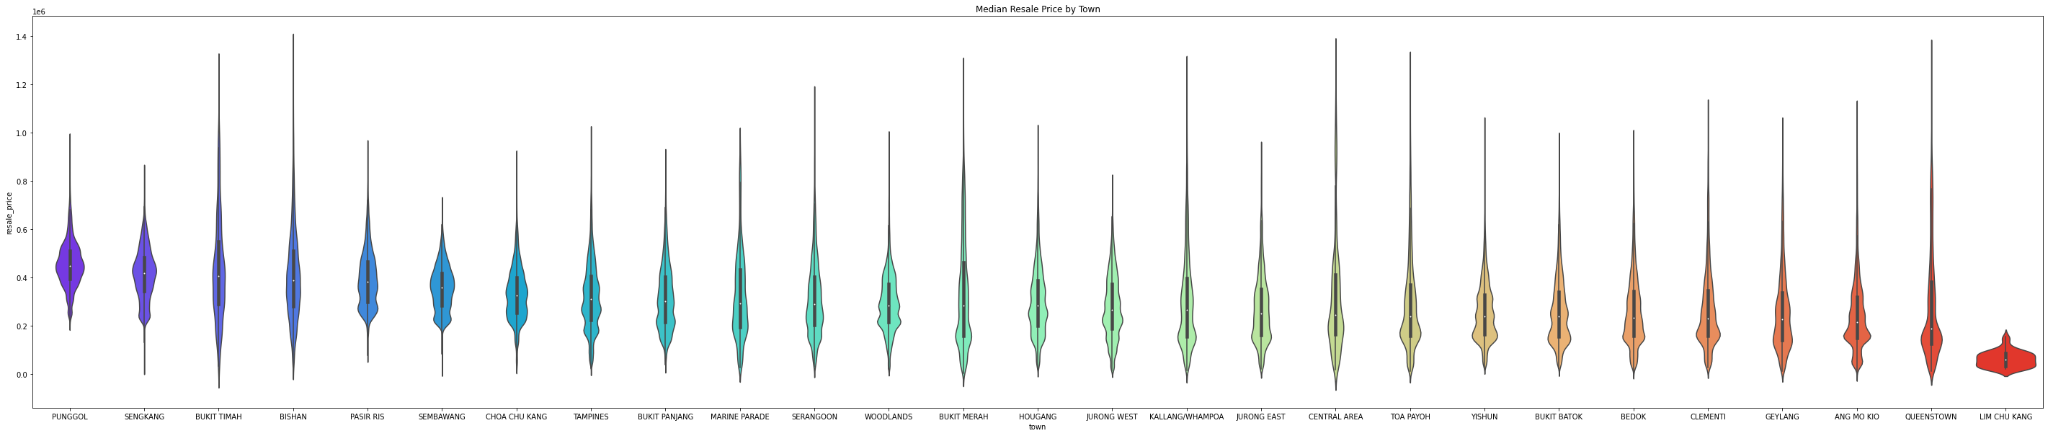 Median Resale Price by Town
1e6
1.4
1.2
1.0
0.8
0.6
0.4
0.2
0.0
resale_price
PUNGGOL SENGKANG BUKIT TIMAH BISHAN PASIR RIS SEMBAWANG CHOA CHU KANG TAMPINES BUKIT PANJANG MARINE PARADE SERANGOON WOODLANDS BUKIT MERAH HOUGANG JURONG WEST KALLANG/WHAMPOA JURONG EAST CENTRAL AREA TOA PAYOH YISHUN BUKIT BATOK BEDOK CLEMENTI GEYLANG ANG MO KIO QUEENSTOWN LIM CHU KANG
town